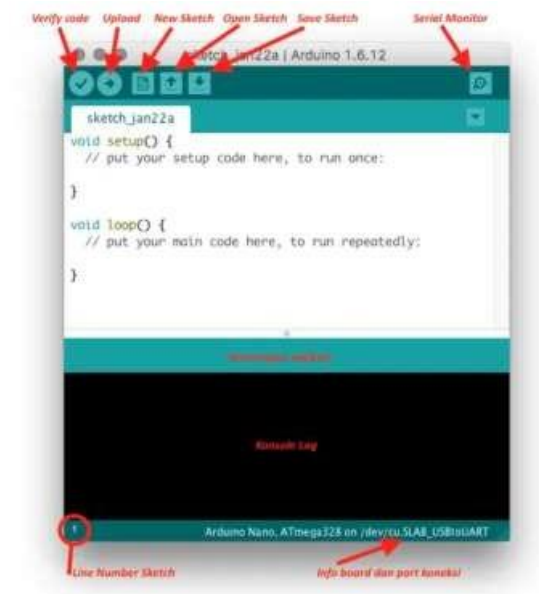 Verify code Upload New Sketch Open Sketch Save Sketch Serial Monitor
sketch_jan22a | Arduino 1.6.12
sketch_jan22a
void setup() {
// put your setup code here, to run once:
}
void loop() {
// put your main code here, to run repeatedly:
}
Konsole Log
1
Arduino Nano, ATmega328 on /dev/cu.SLAB_USBtoUART
Line Number Sketch
Info board dan port koneksi